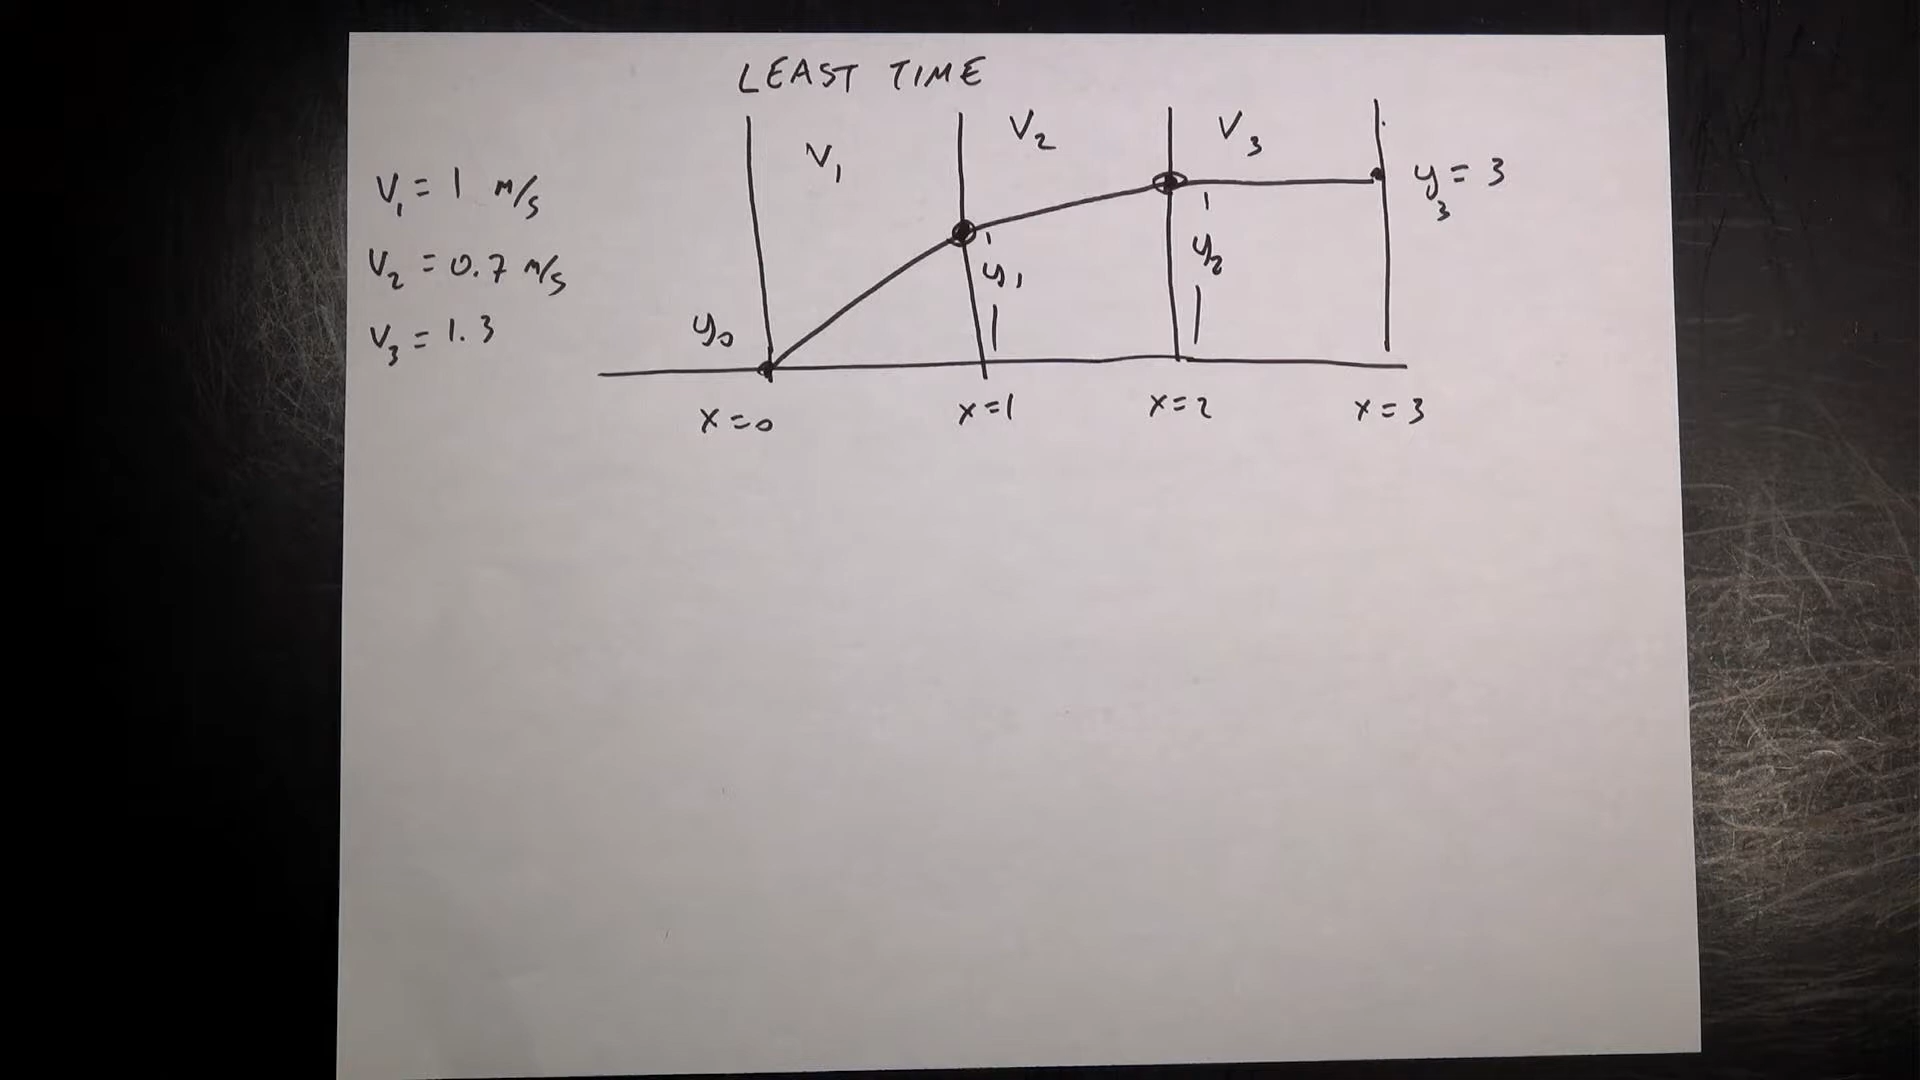 LEAST TIME
V₁ V₂ V₃
V₁ = 1 m/s
V₂ = 0.7 m/s
V₃ = 1.3
y₀ y₁ y₂ y₃ = 3
x=0 x=1 x=2 x=3